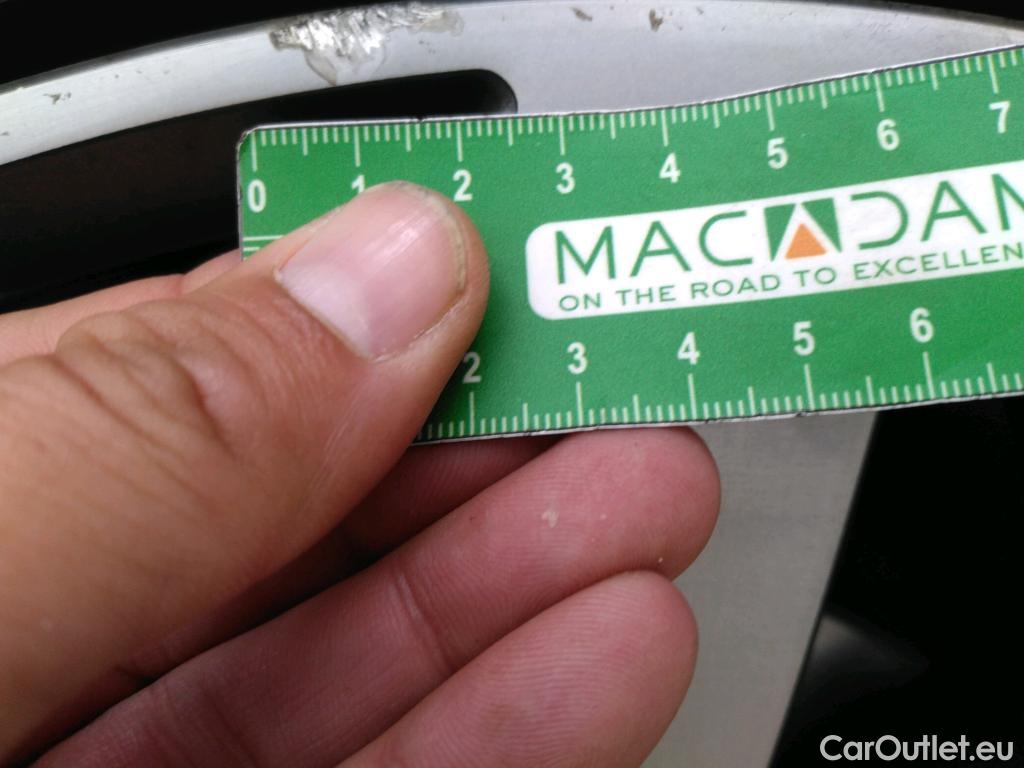 0 1 2 3 4 5 6 7
MACADAM
ON THE ROAD TO EXCELLEN
2 3 4 5 6
CarOutlet.eu